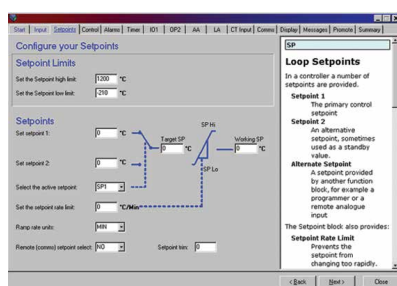 Start Input Setpoints Control Alarms Timer IO1 OP2 AA LA CT Input Comms Display Messages Promote Summary
Configure your Setpoints
Setpoint Limits
Set the Setpoint high limit: 1200 °C
Set the Setpoint low limit: -210 °C
Setpoints
SP Hi
Target SP
Working SP
Set setpoint 1: 0 °C
0 °C
0 °C
Set setpoint 2: 0 °C
SP Lo
Select the active setpoint: SP1
Set the setpoint rate limit: 0 °C/Min
Ramp rate units: MIN
Remote (comms) setpoint select: NO
Setpoint trim 0
SP
Loop Setpoints
In a controller a number of
setpoints are provided.
Setpoint 1
The primary control
setpoint
Setpoint 2
An alternative
setpoint, sometimes
used as a standby
value.
Alternate Setpoint
A setpoint provided
by another function
block, for example a
programmer or a
remote analogue
input
The Setpoint block also provides:
Setpoint Rate Limit
Prevents the
setpoint from
changing too rapidly.
< Back Next > Close